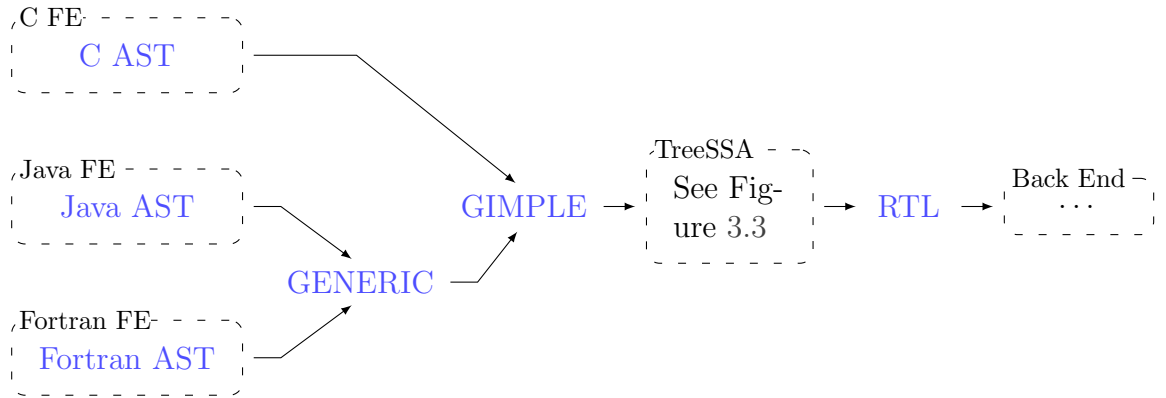 C FE
C AST
Java FE
Java AST
Fortran FE
Fortran AST
GENERIC
GIMPLE
TreeSSA
See Fig-
ure 3.3
RTL
Back End
...